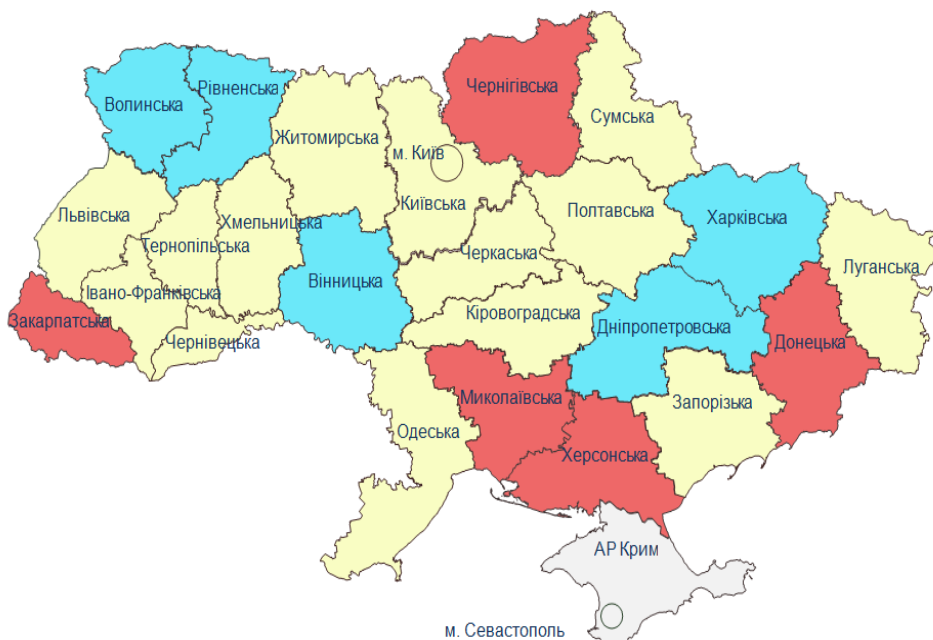 Чернігівська
Волинська
Рівненська
Сумська
Житомирська
м. Київ
Львівська
Тернопільська
Хмельницька
Київська
Полтавська
Харківська
Черкаська
Луганська
Вінницька
Івано-Франківська
Закарпатська
Чернівецька
Кіровоградська
Дніпропетровська
Донецька
Миколаївська
Запорізька
Одеська
Херсонська
АР Крим
м. Севастополь